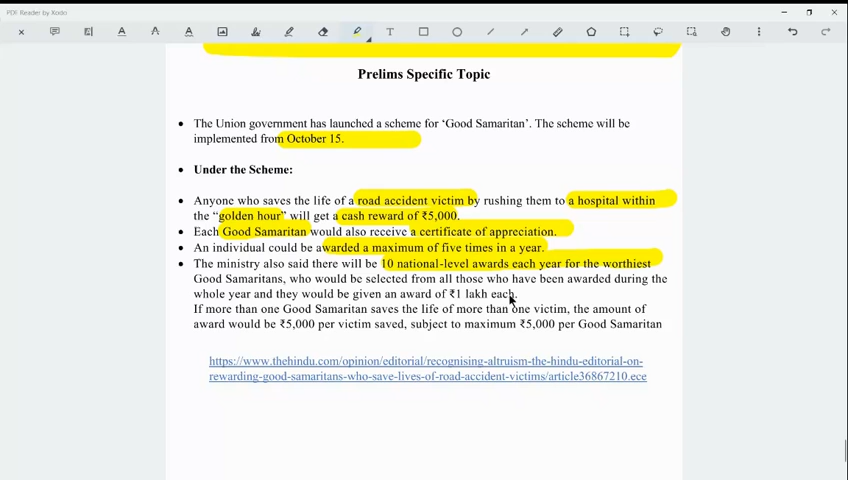 PDF Reader by Xodo
Prelims Specific Topic
• The Union government has launched a scheme for ‘Good Samaritan’. The scheme will be
implemented from October 15.
• Under the Scheme:
• Anyone who saves the life of a road accident victim by rushing them to a hospital within
the “golden hour” will get a cash reward of ₹5,000.
• Each Good Samaritan would also receive a certificate of appreciation.
• An individual could be awarded a maximum of five times in a year.
• The ministry also said there will be 10 national-level awards each year for the worthiest
Good Samaritans, who would be selected from all those who have been awarded during the
whole year and they would be given an award of ₹1 lakh each.
If more than one Good Samaritan saves the life of more than one victim, the amount of
award would be ₹5,000 per victim saved, subject to maximum ₹5,000 per Good Samaritan
https://www.thehindu.com/opinion/editorial/recognising-altruism-the-hindu-editorial-on-
rewarding-good-samaritans-who-save-lives-of-road-accident-victims/article36867210.ece